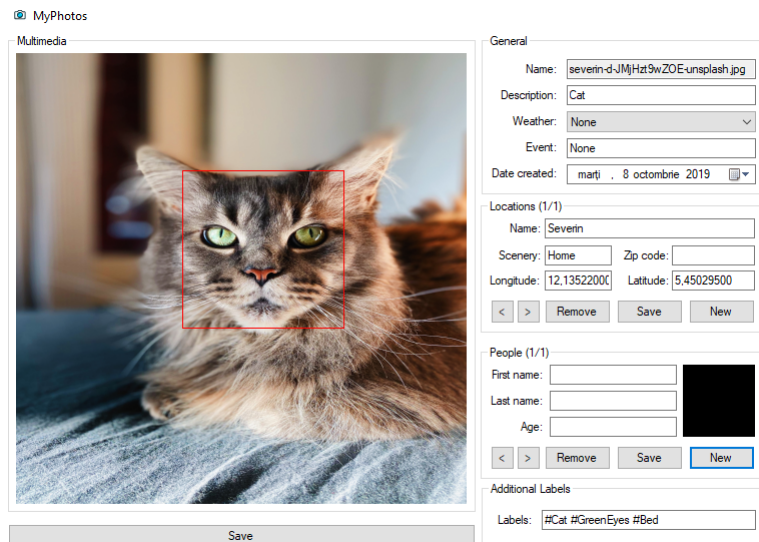 MyPhotos
Multimedia
Save
General
Name: severin-d-JMjHzt9wZOE-unsplash.jpg
Description: Cat
Weather: None
Event: None
Date created: marți , 8 octombrie 2019
Locations (1/1)
Name: Severin
Scenery: Home Zip code:
Longitude: 12,13522000 Latitude: 5,45029500
< > Remove Save New
People (1/1)
First name:
Last name:
Age:
< > Remove Save New
Additional Labels
Labels: #Cat #GreenEyes #Bed